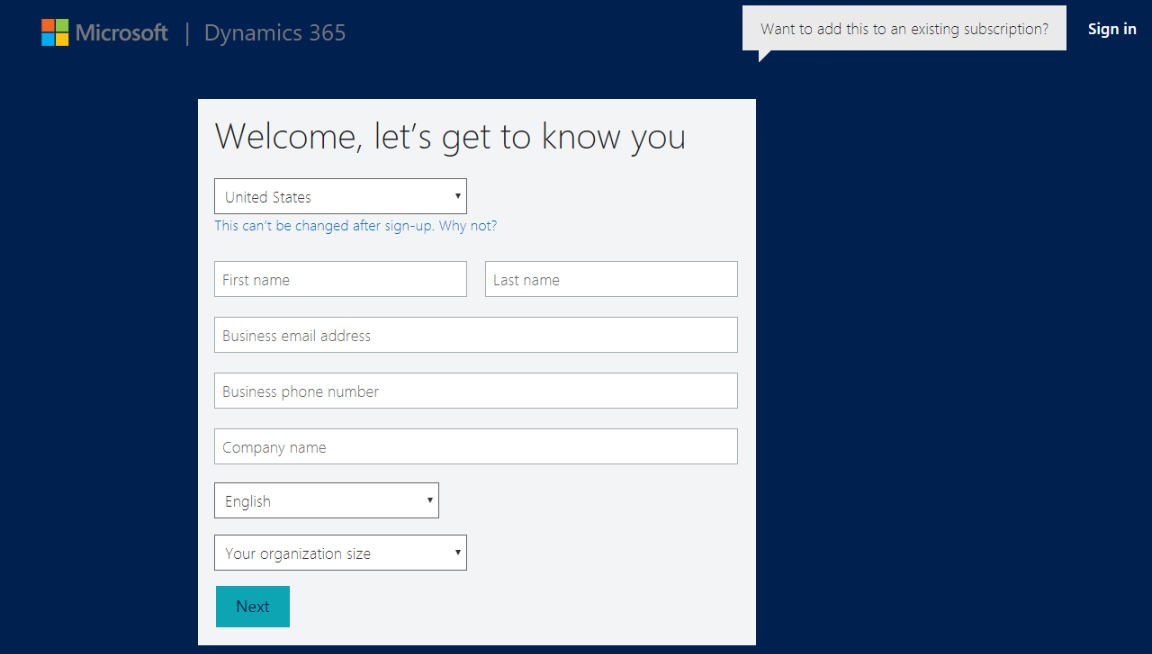 Microsoft | Dynamics 365
Want to add this to an existing subscription?
Sign in
Welcome, let's get to know you
United States
This can't be changed after sign-up. Why not?
First name
Last name
Business email address
Business phone number
Company name
English
Your organization size
Next